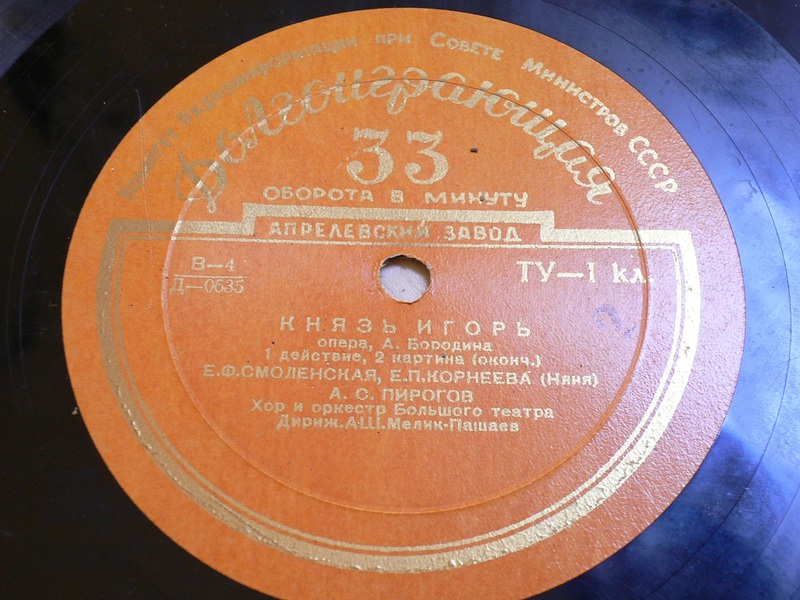 Комитет Радиоинформации при Совете Министров СССР
Долгоиграющая
33
ОБОРОТА В МИНУТУ
АПРЕЛЕВСКИЙ ЗАВОД
В—4
Д—0635
ТУ—1 кл.
КНЯЗЬ ИГОРЬ
опера, А. Бородина
1 действие, 2 картина (оконч.)
Е.Ф.СМОЛЕНСКАЯ, Е.П.КОРНЕЕВА (Няня)
А. С. ПИРОГОВ
Хор и оркестр Большого театра
Дириж.А.Ш.Мелик-Пашаев